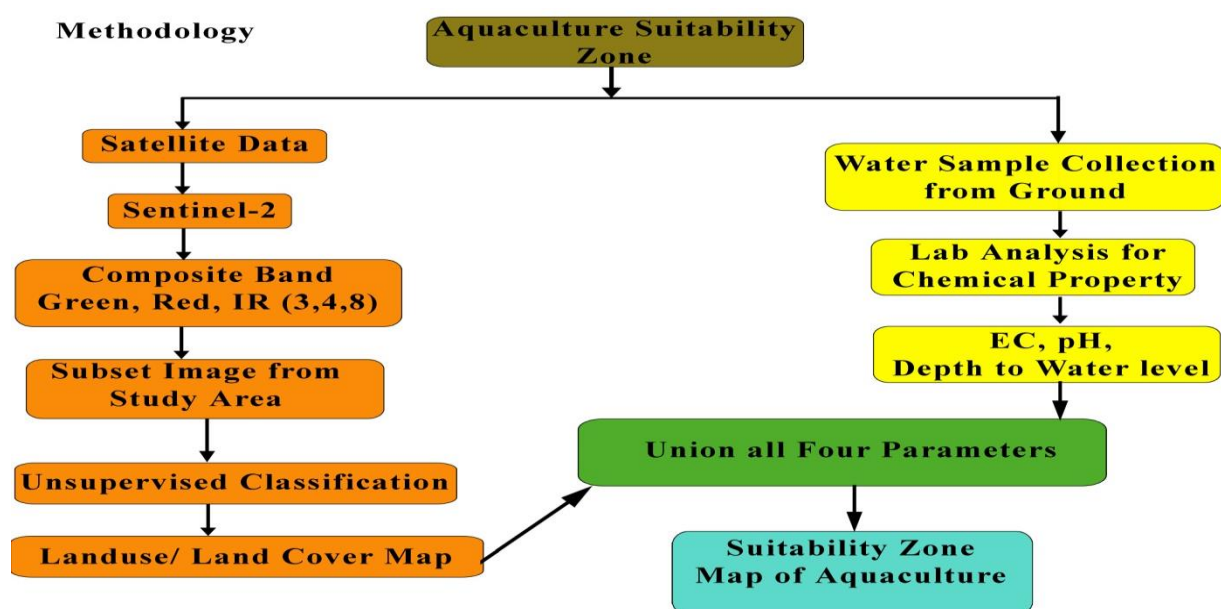 Methodology
Aquaculture Suitability
Zone
Satellite Data
Sentinel-2
Composite Band
Green, Red, IR (3,4,8)
Subset Image from
Study Area
Unsupervised Classification
Landuse/ Land Cover Map
Water Sample Collection
from Ground
Lab Analysis for
Chemical Property
EC, pH,
Depth to Water level
Union all Four Parameters
Suitability Zone
Map of Aquaculture